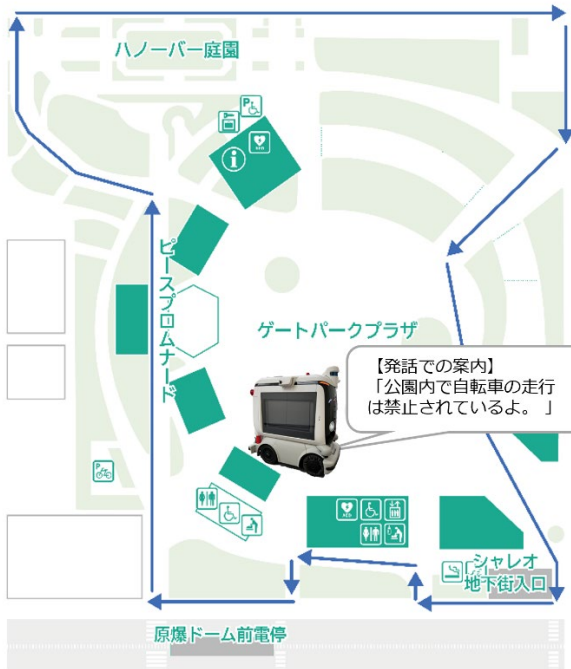 ハノーバー庭園
P
AED
i
ピースプロムナード
ゲートパークプラザ
【発話での案内】
「公園内で自転車の走行
は禁止されているよ。 」
P
AED
シャレオ
地下街入口
原爆ドーム前電停